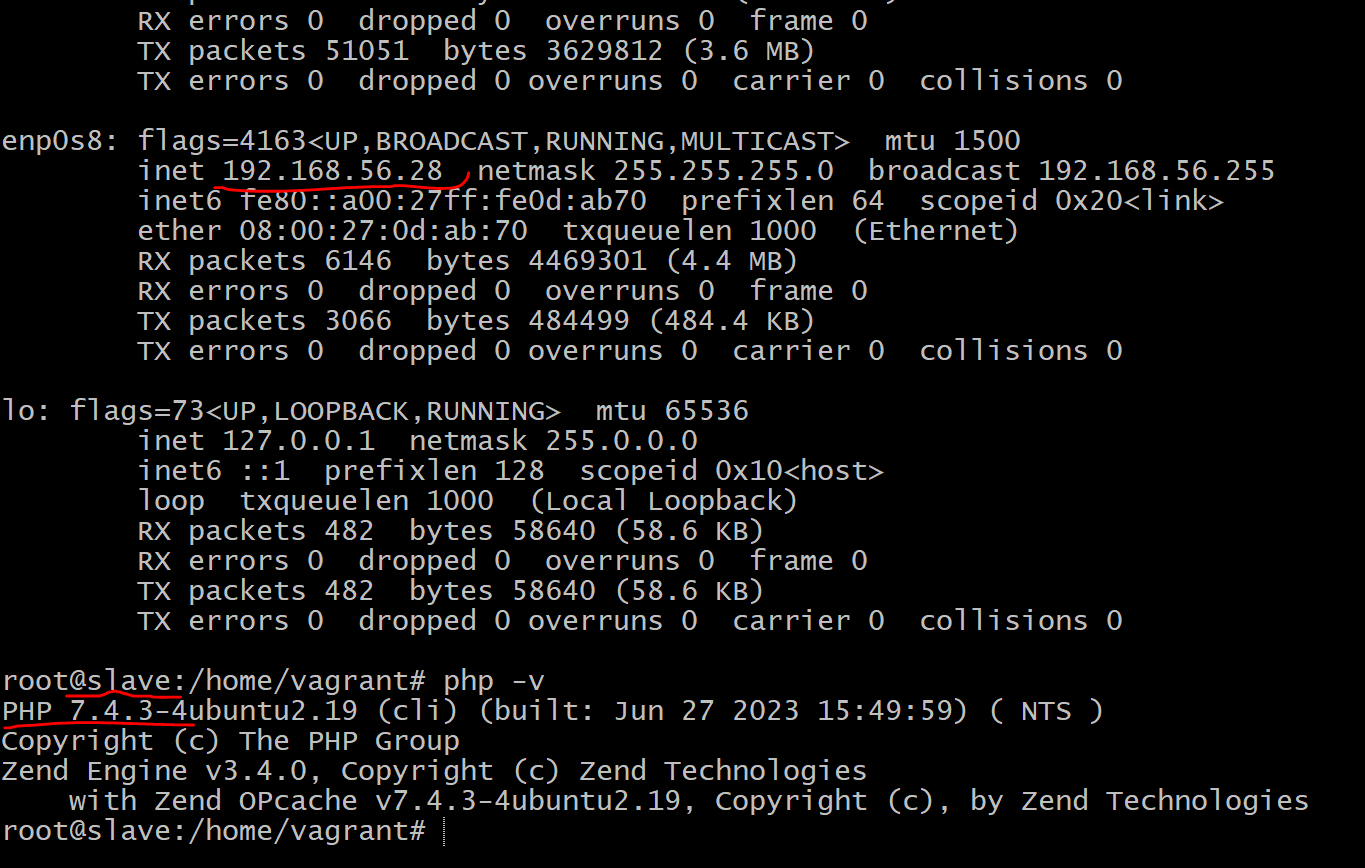 RX errors 0  dropped 0  overruns 0  frame 0
TX packets 51051  bytes 3629812 (3.6 MB)
TX errors 0  dropped 0 overruns 0  carrier 0  collisions 0
enp0s8: flags=4163<UP,BROADCAST,RUNNING,MULTICAST>  mtu 1500
inet 192.168.56.28  netmask 255.255.255.0  broadcast 192.168.56.255
inet6 fe80::a00:27ff:fe0d:ab70  prefixlen 64  scopeid 0x20<link>
ether 08:00:27:0d:ab:70  txqueuelen 1000  (Ethernet)
RX packets 6146  bytes 4469301 (4.4 MB)
RX errors 0  dropped 0  overruns 0  frame 0
TX packets 3066  bytes 484499 (484.4 KB)
TX errors 0  dropped 0 overruns 0  carrier 0  collisions 0
lo: flags=73<UP,LOOPBACK,RUNNING>  mtu 65536
inet 127.0.0.1  netmask 255.0.0.0
inet6 ::1  prefixlen 128  scopeid 0x10<host>
loop  txqueuelen 1000  (Local Loopback)
RX packets 482  bytes 58640 (58.6 KB)
RX errors 0  dropped 0  overruns 0  frame 0
TX packets 482  bytes 58640 (58.6 KB)
TX errors 0  dropped 0 overruns 0  carrier 0  collisions 0
root@slave:/home/vagrant# php -v
PHP 7.4.3-4ubuntu2.19 (cli) (built: Jun 27 2023 15:49:59) ( NTS )
Copyright (c) The PHP Group
Zend Engine v3.4.0, Copyright (c) Zend Technologies
with Zend OPcache v7.4.3-4ubuntu2.19, Copyright (c), by Zend Technologies
root@slave:/home/vagrant#